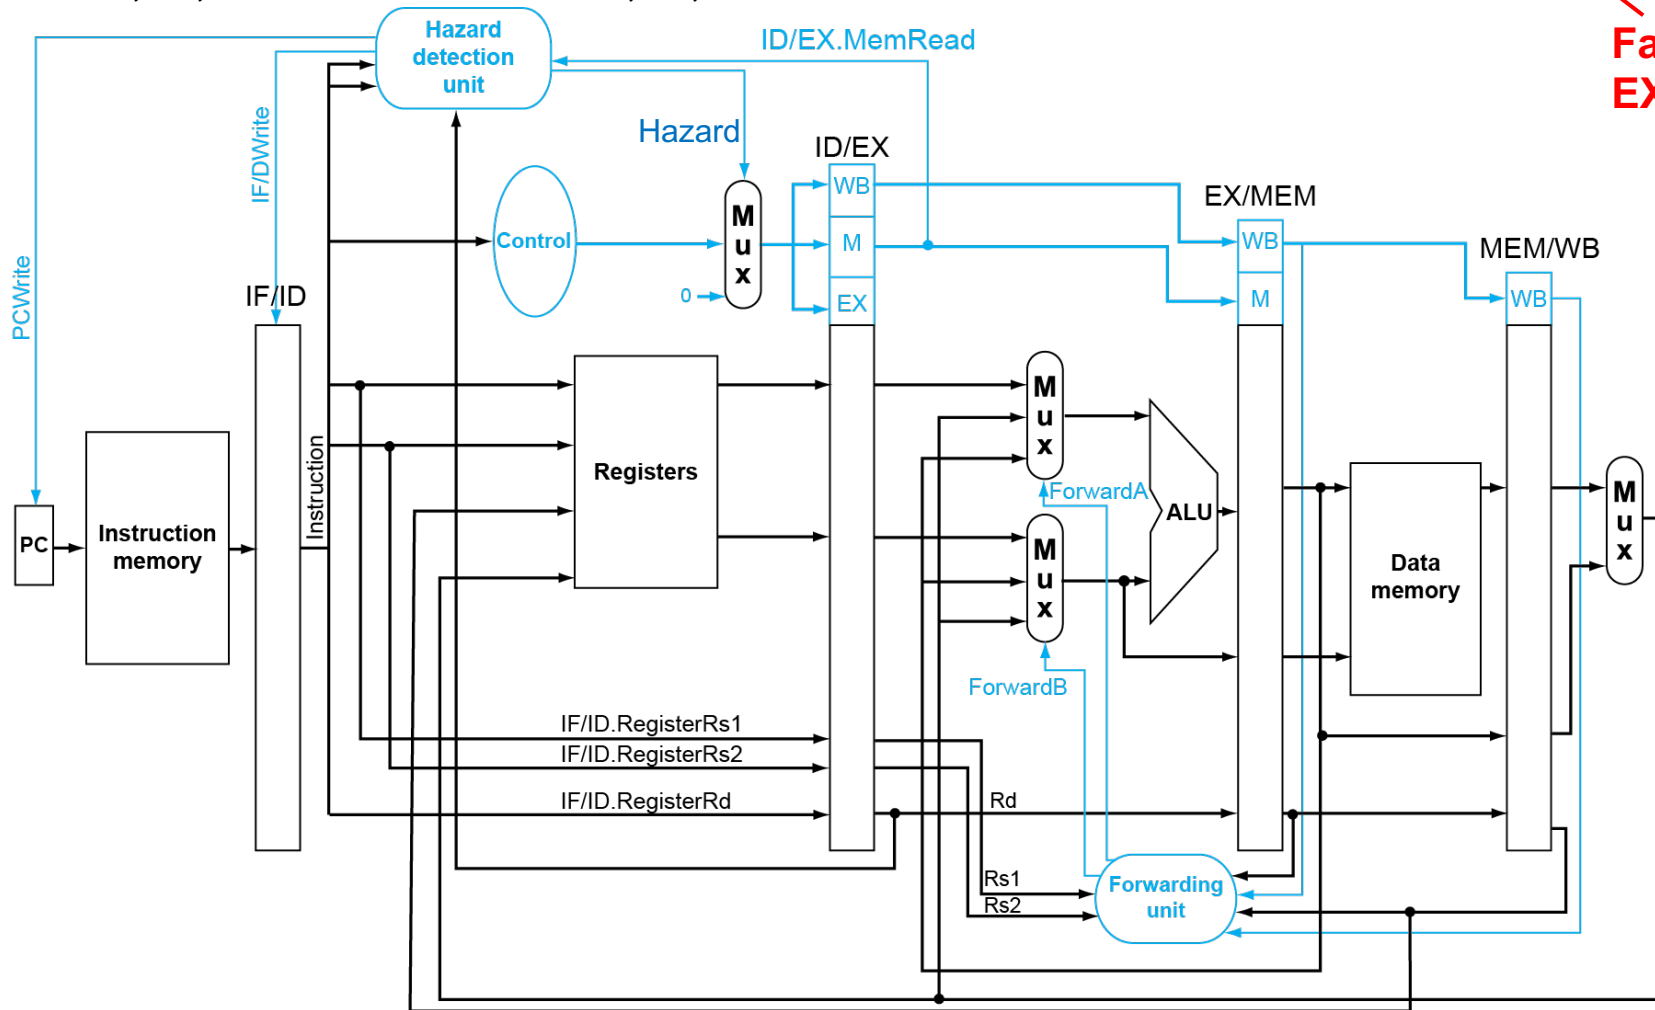 Hazard
detection
unit
ID/EX.MemRead
Fa
EX
Hazard
IF/DWrite
PCWrite
ID/EX
WB
M
EX
EX/MEM
WB
M
MEM/WB
WB
Control
M
u
x
0
IF/ID
Instruction
PC
Instruction
memory
Registers
M
u
x
ForwardA
M
u
x
ForwardB
ALU
Data
memory
M
u
x
IF/ID.RegisterRs1
IF/ID.RegisterRs2
IF/ID.RegisterRd
Rd
Rs1
Rs2
Forwarding
unit